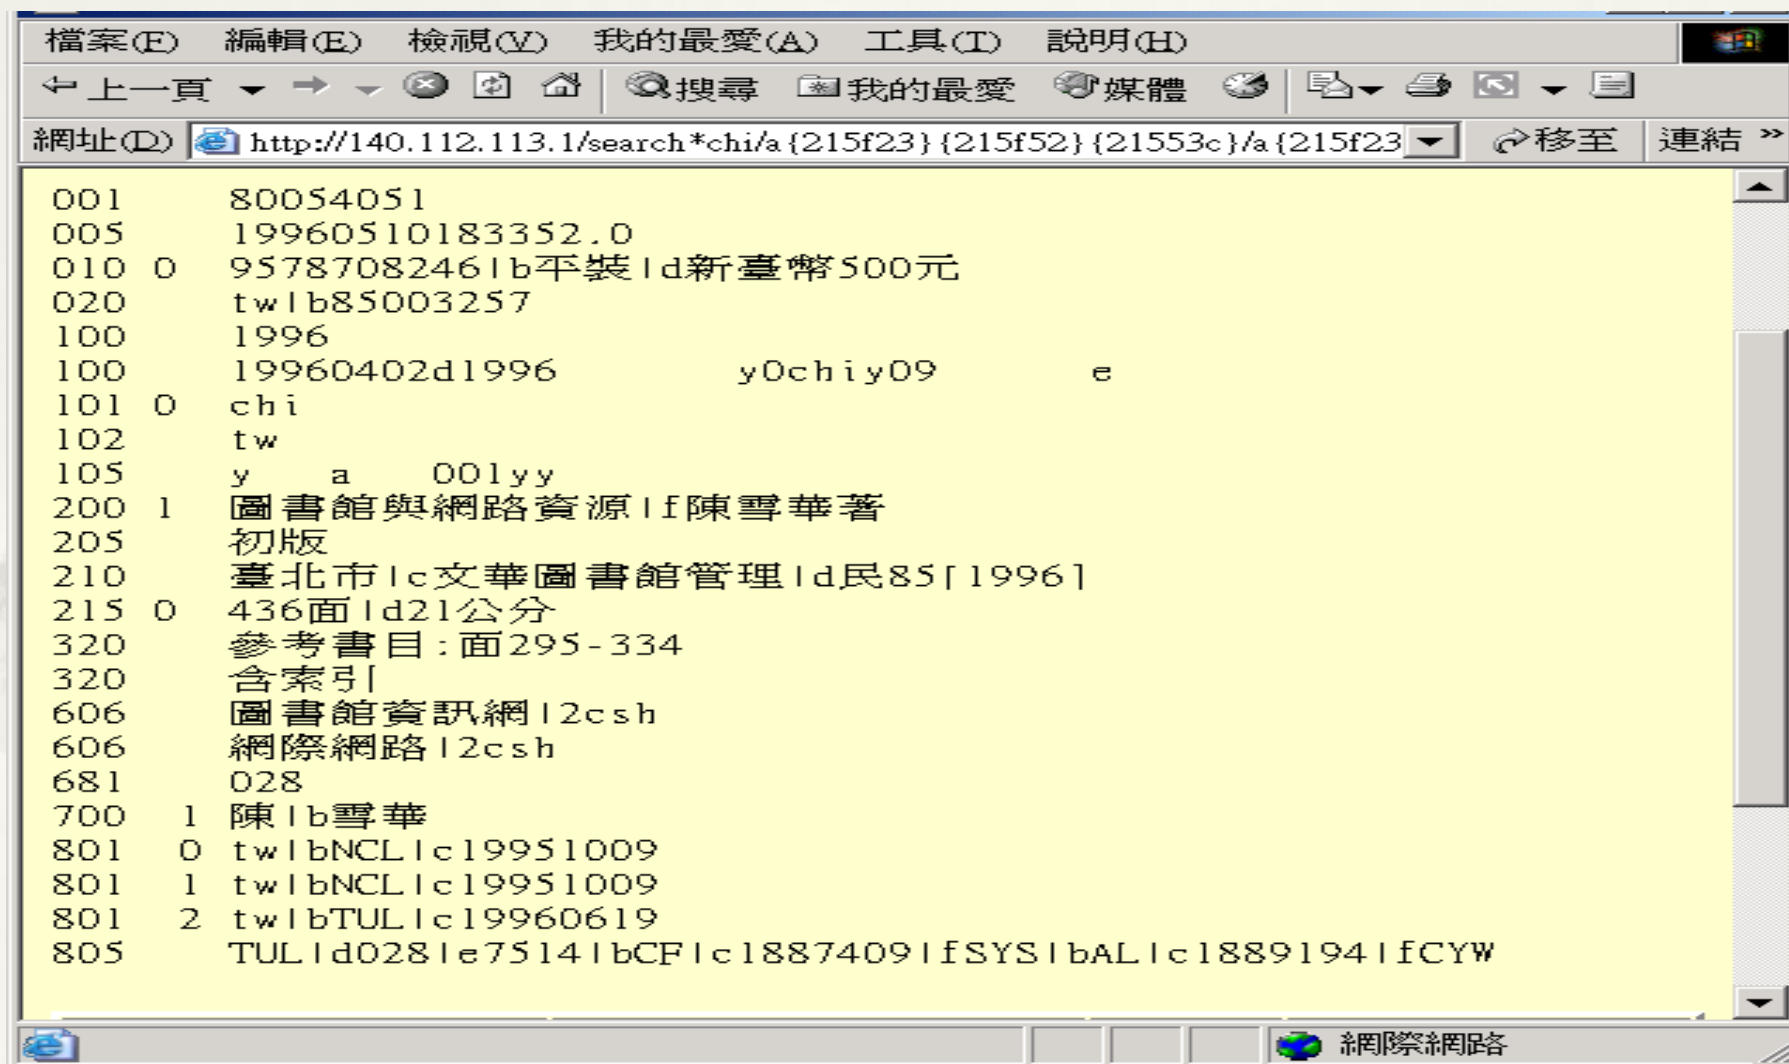 檔案(F) 編輯(E) 檢視(V) 我的最愛(A) 工具(T) 說明(H)
上一頁 搜尋 我的最愛 媒體
網址(D) http://140.112.113.1/search*chi/a{215f23}{215f52}{21553c}/a{215f23 移至 連結 »
001 80054051
005 19960510183352.0
010 0 9578708246|b平裝|d新臺幣500元
020 tw|b85003257
100 1996
100 19960402d1996 y0chiy09 e
101 0 chi
102 tw
105 y a 001yy
200 1 圖書館與網路資源|f陳雪華著
205 初版
210 臺北市|c文華圖書館管理|d民85[1996]
215 0 436面|d21公分
320 參考書目:面295-334
320 含索引
606 圖書館資訊網|2csh
606 網際網路|2csh
681 028
700 1 陳|b雪華
801 0 tw|bNCL|c19951009
801 1 tw|bNCL|c19951009
801 2 tw|bTUL|c19960619
805 TUL|d028|e7514|bCF|c1887409|fSYS|bAL|c1889194|fCYW
網際網路